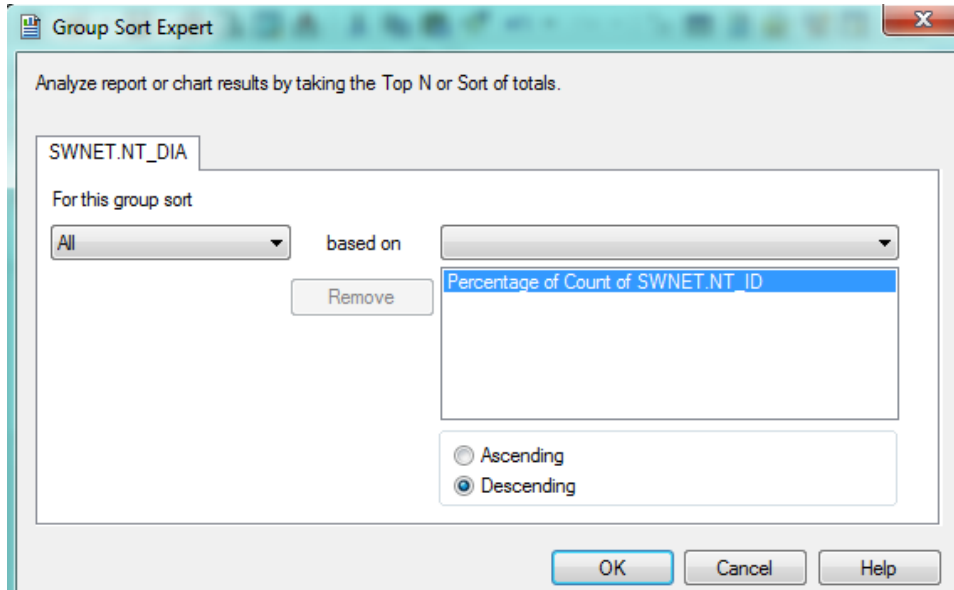 Group Sort Expert
X
Analyze report or chart results by taking the Top N or Sort of totals.
SWNET.NT_DIA
For this group sort
All based on
Remove
Percentage of Count of SWNET.NT_ID
Ascending
Descending
OK Cancel Help